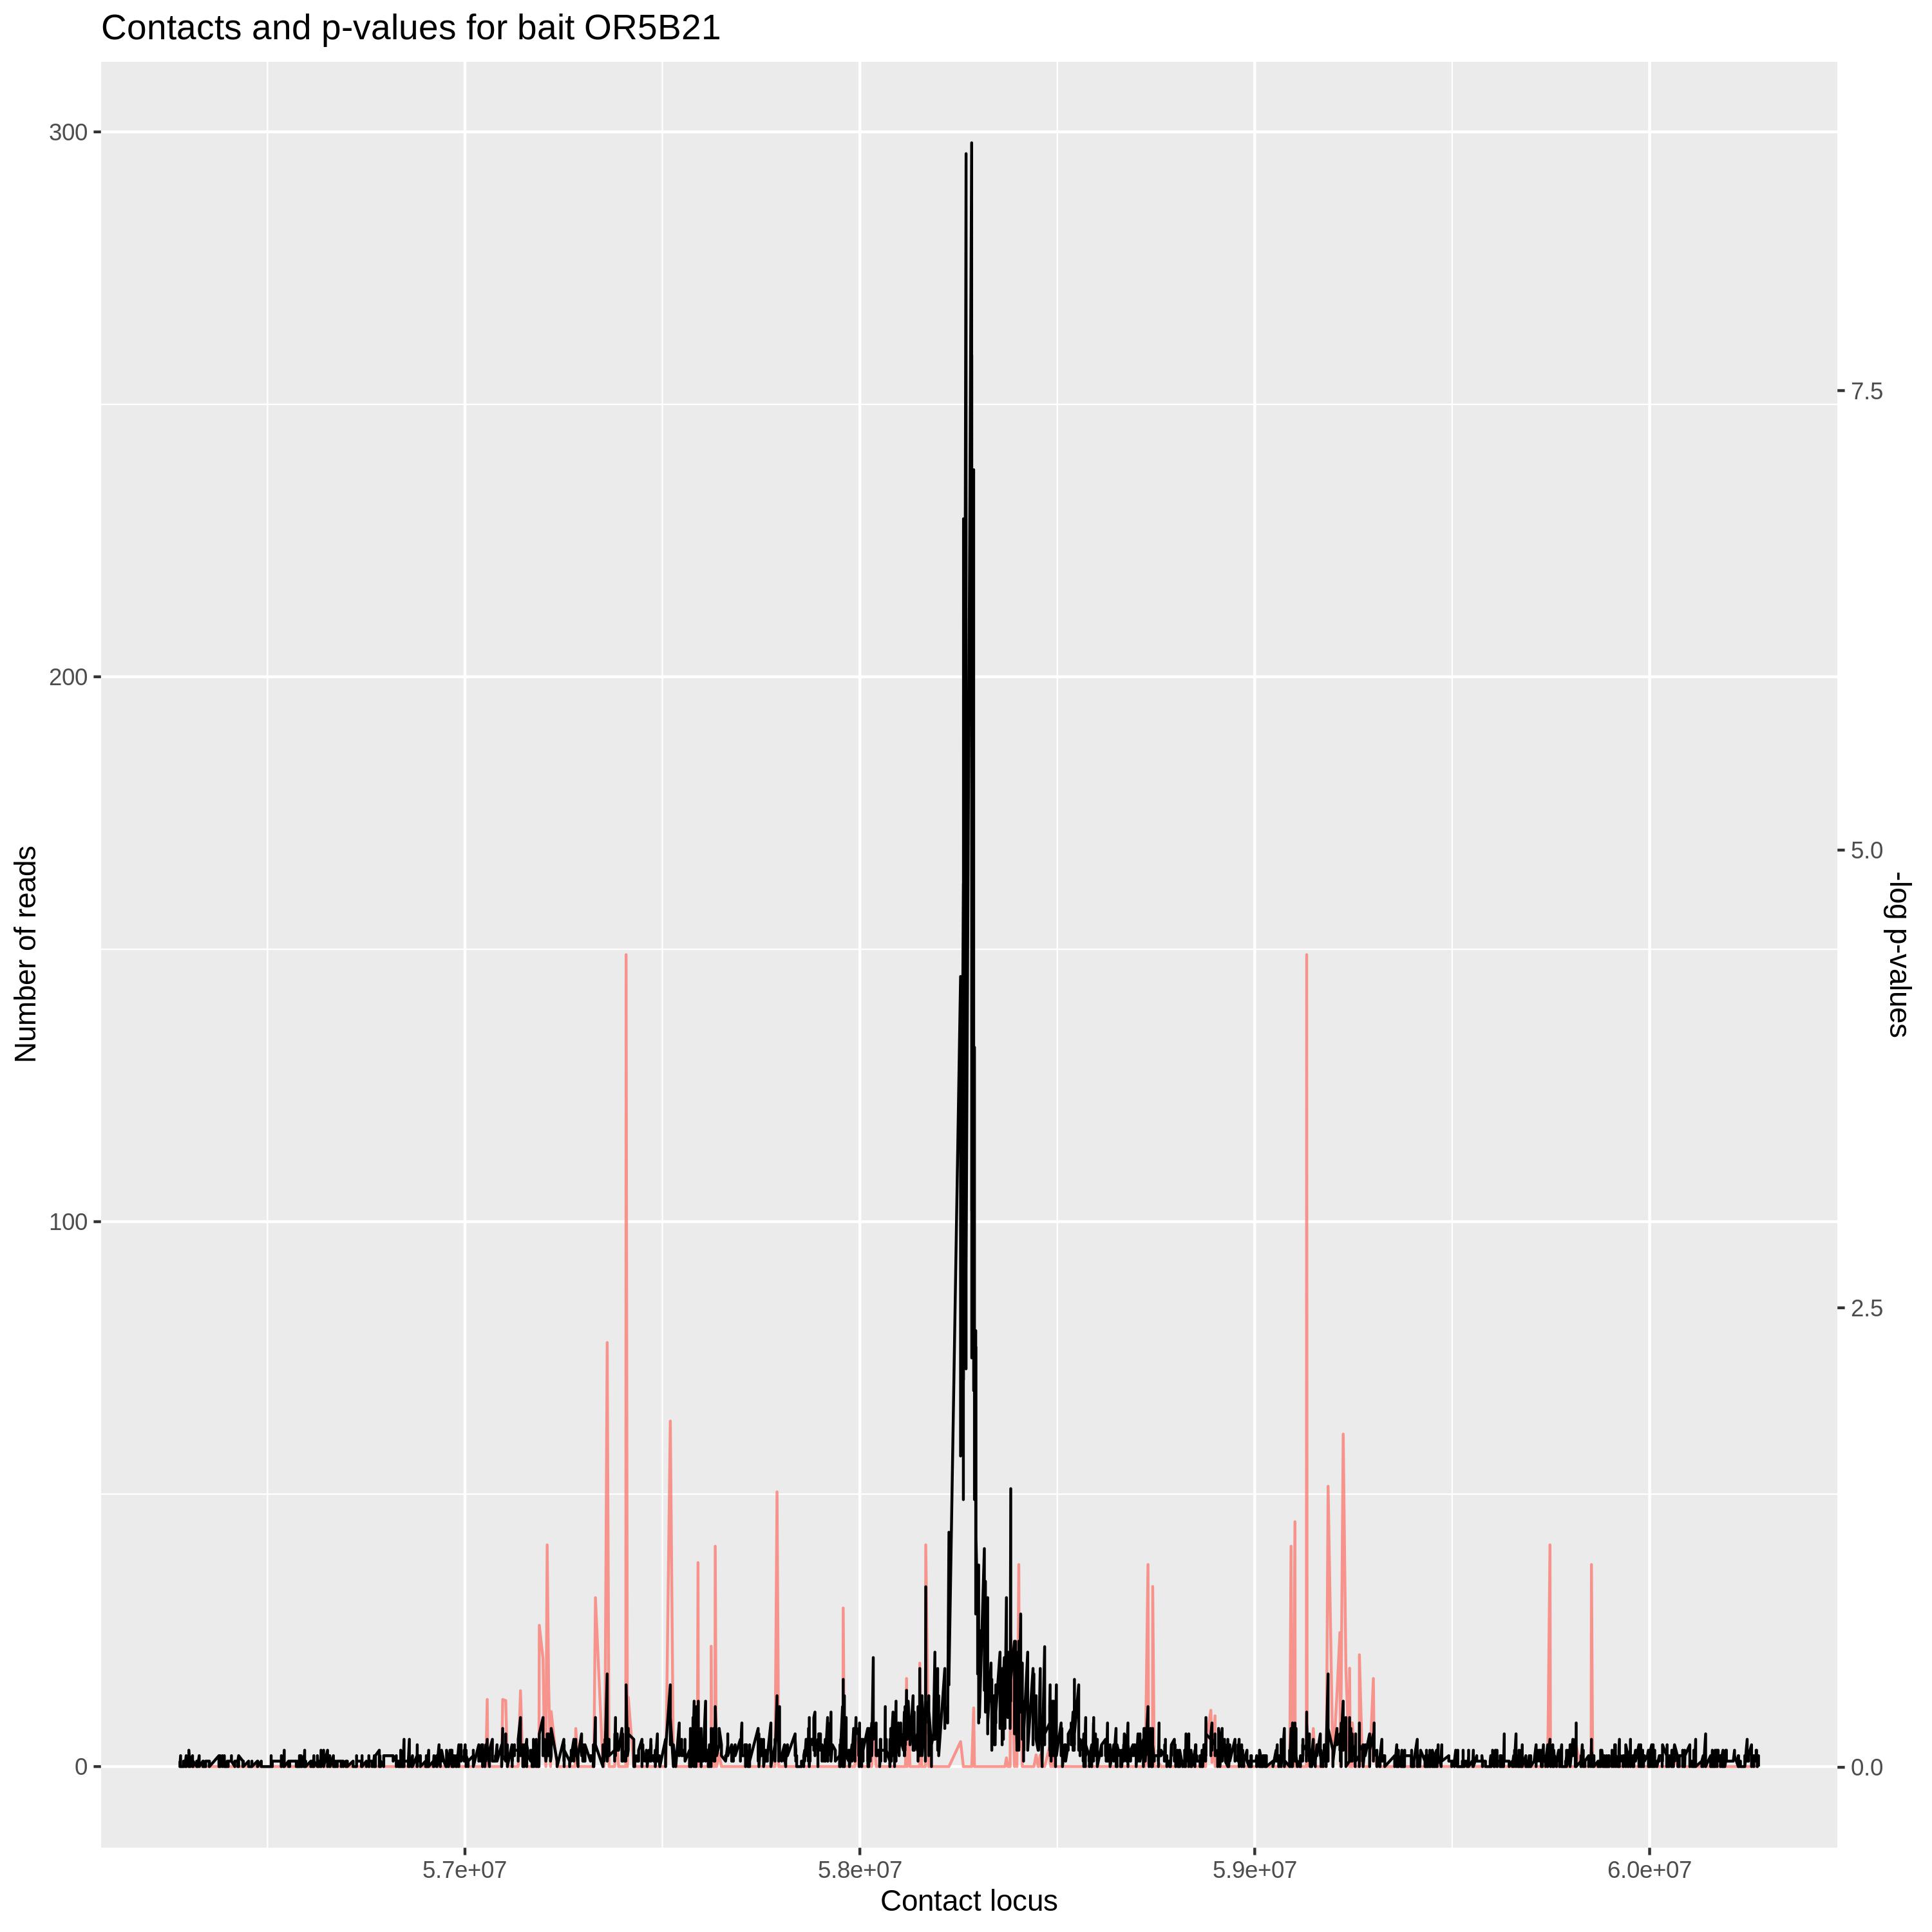 Contacts and p-values for bait OR5B21
300
200
100
0
Number of reads
7.5
5.0
2.5
0.0
-log p-values
5.7e+07
5.8e+07
5.9e+07
6.0e+07
Contact locus